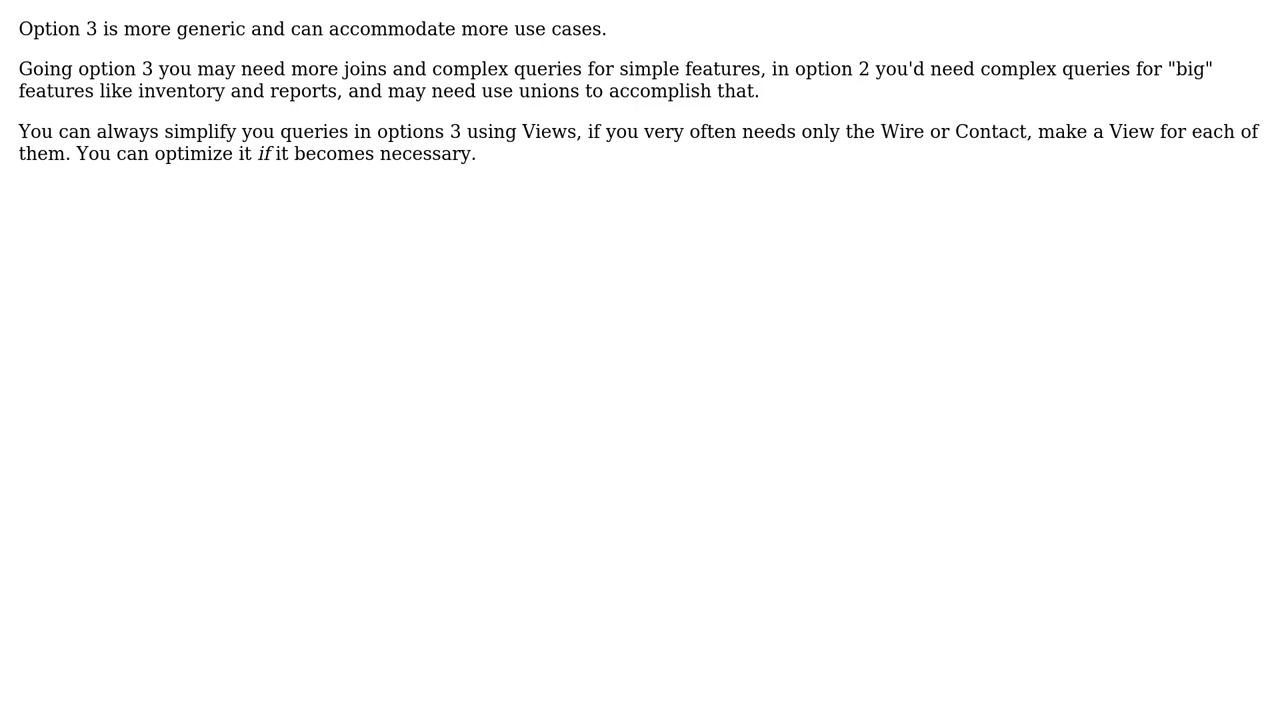 Option 3 is more generic and can accommodate more use cases.
Going option 3 you may need more joins and complex queries for simple features, in option 2 you'd need complex queries for "big"
features like inventory and reports, and may need use unions to accomplish that.
You can always simplify you queries in options 3 using Views, if you very often needs only the Wire or Contact, make a View for each of
them. You can optimize it if it becomes necessary.